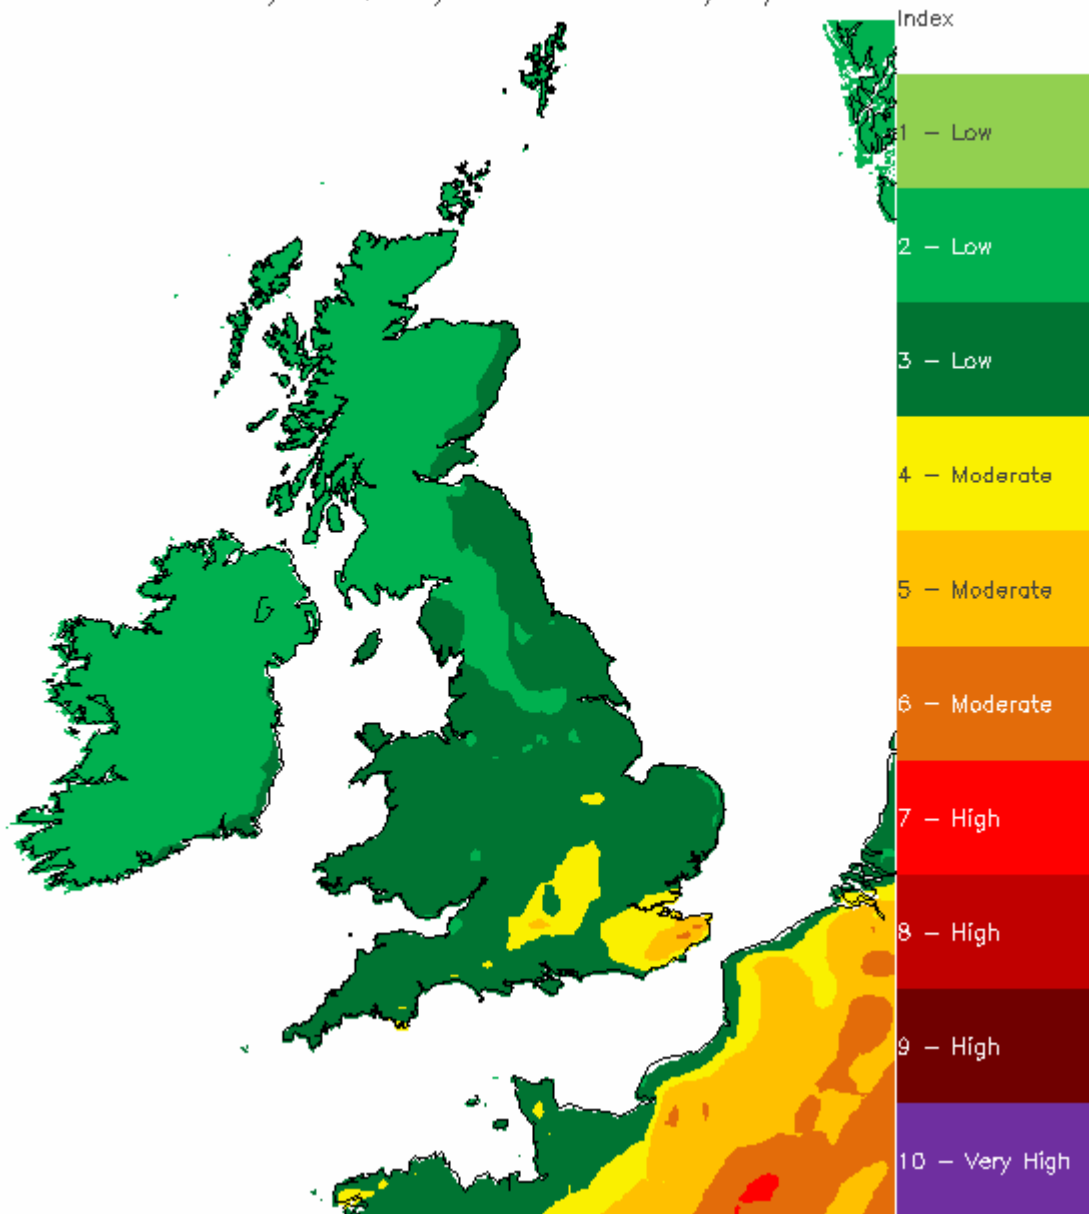 Index
1 – Low
2 – Low
3 – Low
4 – Moderate
5 – Moderate
6 – Moderate
7 – High
8 – High
9 – High
10 – Very High